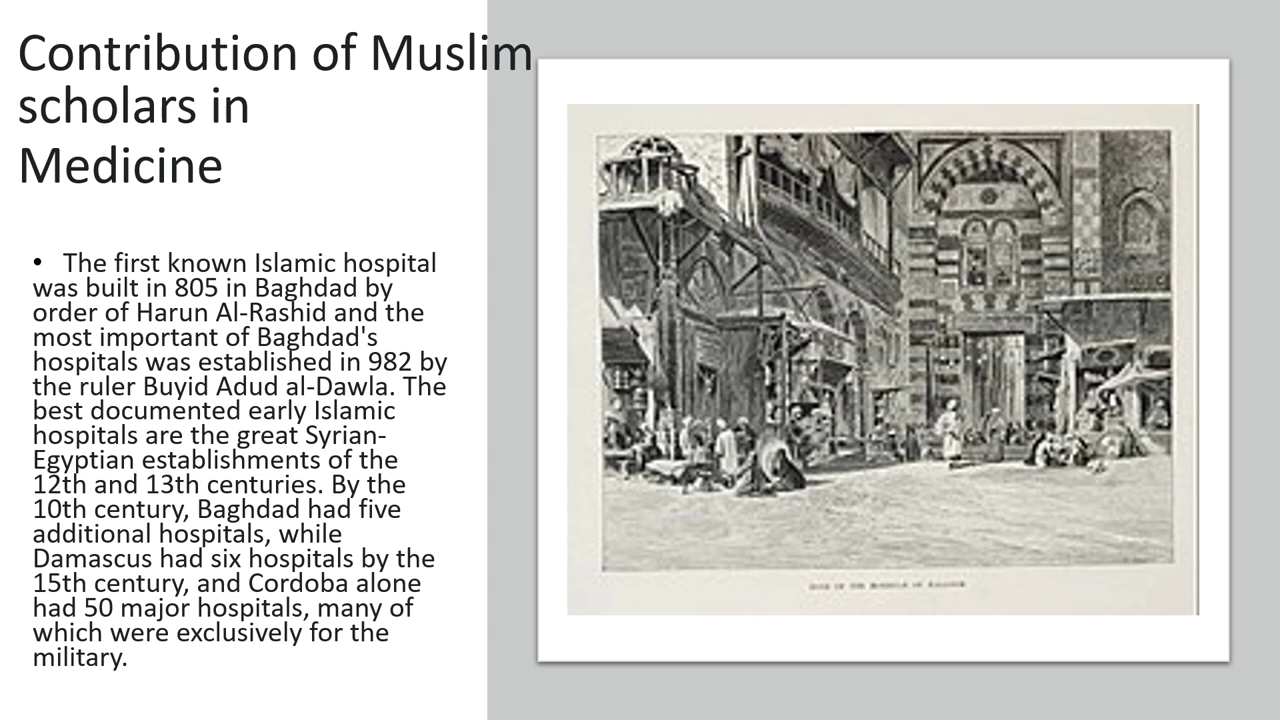 Contribution of Muslim
scholars in
Medicine
• The first known Islamic hospital
was built in 805 in Baghdad by
order of Harun Al-Rashid and the
most important of Baghdad's
hospitals was established in 982 by
the ruler Buyid Adud al-Dawla. The
best documented early Islamic
hospitals are the great Syrian-
Egyptian establishments of the
12th and 13th centuries. By the
10th century, Baghdad had five
additional hospitals, while
Damascus had six hospitals by the
15th century, and Cordoba alone
had 50 major hospitals, many of
which were exclusively for the
military.
OF THE OF